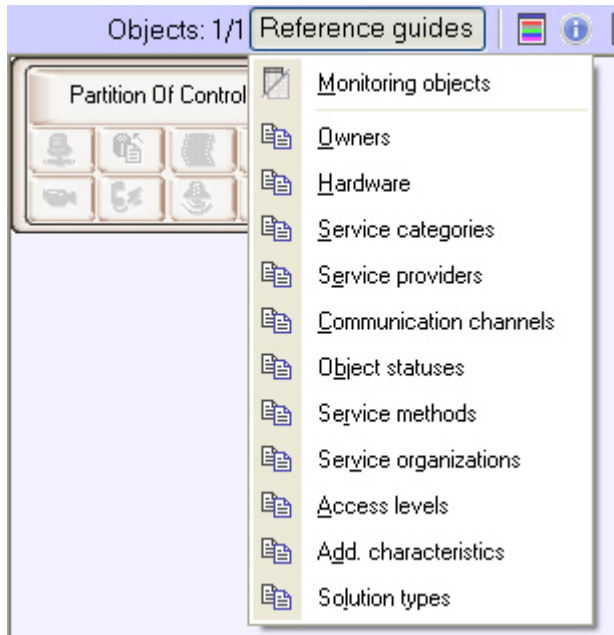 Objects: 1/1 Reference guides
Partition Of Control
Monitoring objects
Owners
Hardware
Service categories
Service providers
Communication channels
Object statuses
Service methods
Service organizations
Access levels
Add. characteristics
Solution types